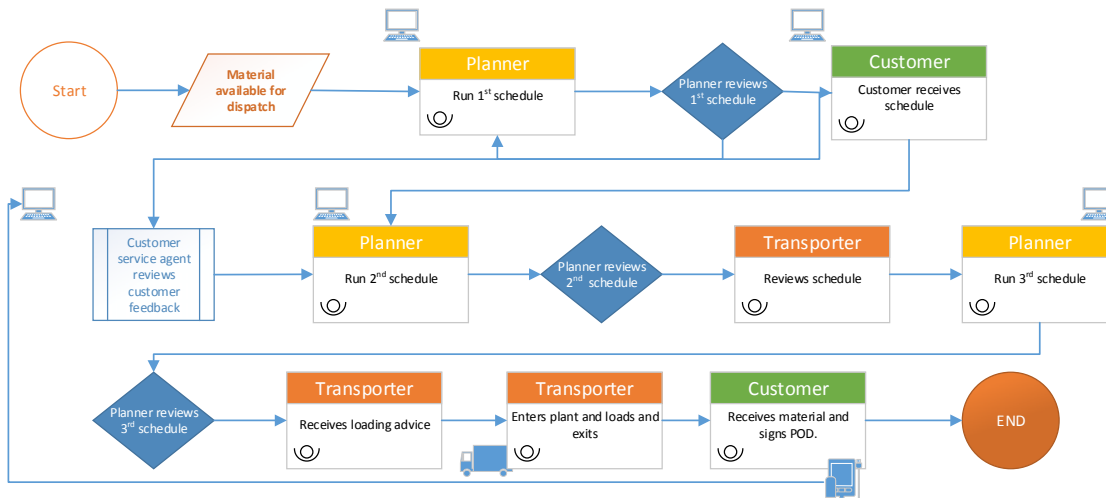 Start
Material
available for
dispatch
Planner
Run 1st schedule
Planner reviews
1st schedule
Customer
Customer receives
schedule
Customer
service agent
reviews
customer
feedback
Planner
Run 2nd schedule
Planner reviews
2nd schedule
Transporter
Reviews schedule
Planner
Run 3rd schedule
Planner reviews
3rd schedule
Transporter
Receives loading advice
Transporter
Enters plant and loads and
exits
Customer
Receives material and
signs POD.
END